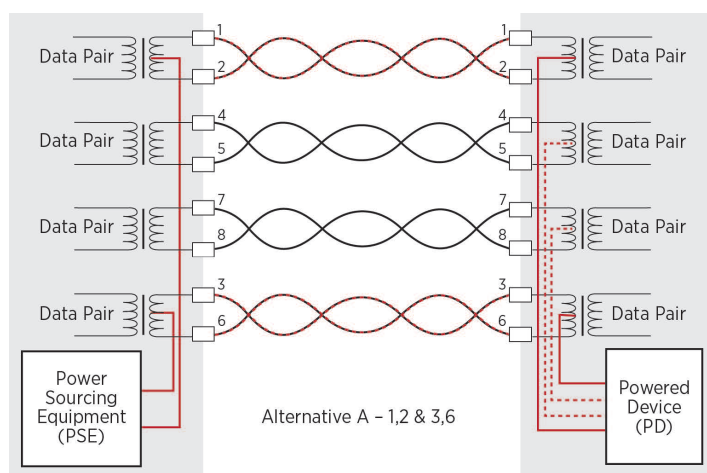 Data Pair
1
2
1
2
Data Pair
Data Pair
4
5
4
5
Data Pair
Data Pair
7
8
7
8
Data Pair
Data Pair
3
6
3
6
Data Pair
Power
Sourcing
Equipment
(PSE)
Alternative A – 1,2 & 3,6
Powered
Device
(PD)